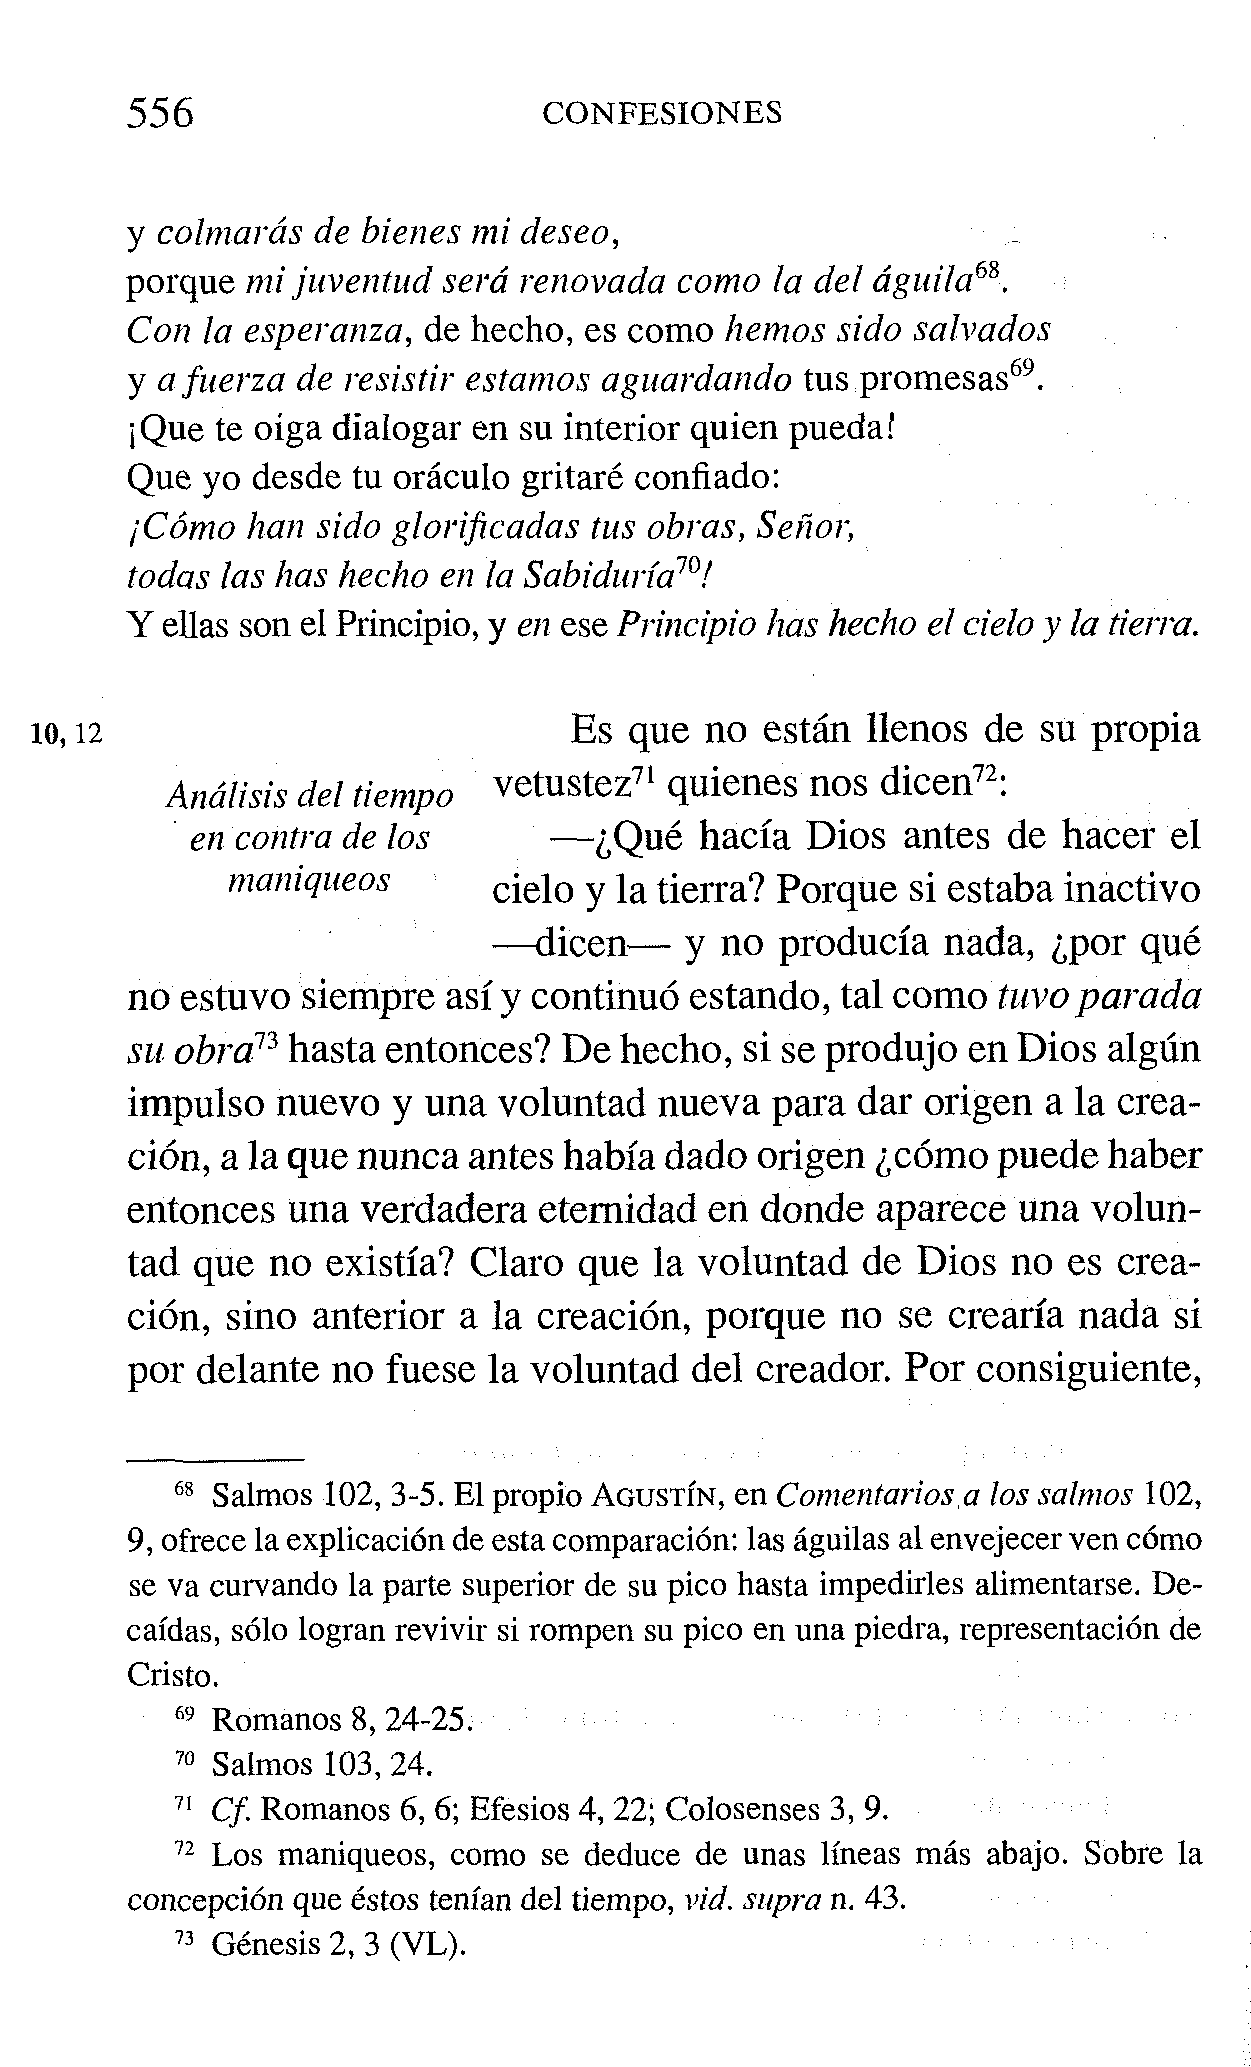 556 CONFESIONES
y colmarás de bienes mi deseo,
porque mi juventud será renovada como la del águila⁶⁸.
Con la esperanza, de hecho, es como hemos sido salvados
y a fuerza de resistir estamos aguardando tus promesas⁶⁹.
¡Que te oiga dialogar en su interior quien pueda!
Que yo desde tu oráculo gritaré confiado:
¡Cómo han sido glorificadas tus obras, Señor,
todas las has hecho en la Sabiduría⁷⁰!
Y ellas son el Principio, y en ese Principio has hecho el cielo y la tierra.
10, 12
Análisis del tiempo
en contra de los
maniqueos
Es que no están llenos de su propia
vetustez⁷¹ quienes nos dicen⁷²:
—¿Qué hacía Dios antes de hacer el
cielo y la tierra? Porque si estaba inactivo
—dicen— y no producía nada, ¿por qué
no estuvo siempre así y continuó estando, tal como tuvo parada
su obra⁷³ hasta entonces? De hecho, si se produjo en Dios algún
impulso nuevo y una voluntad nueva para dar origen a la crea-
ción, a la que nunca antes había dado origen ¿cómo puede haber
entonces una verdadera eternidad en donde aparece una volun-
tad que no existía? Claro que la voluntad de Dios no es crea-
ción, sino anterior a la creación, porque no se crearía nada si
por delante no fuese la voluntad del creador. Por consiguiente,
⁶⁸ Salmos 102, 3-5. El propio AGUSTÍN, en Comentarios a los salmos 102,
9, ofrece la explicación de esta comparación: las águilas al envejecer ven cómo
se va curvando la parte superior de su pico hasta impedirles alimentarse. De-
caídas, sólo logran revivir si rompen su pico en una piedra, representación de
Cristo.
⁶⁹ Romanos 8, 24-25.
⁷⁰ Salmos 103, 24.
⁷¹ Cf. Romanos 6, 6; Efesios 4, 22; Colosenses 3, 9.
⁷² Los maniqueos, como se deduce de unas líneas más abajo. Sobre la
concepción que éstos tenían del tiempo, vid. supra n. 43.
⁷³ Génesis 2, 3 (VL).